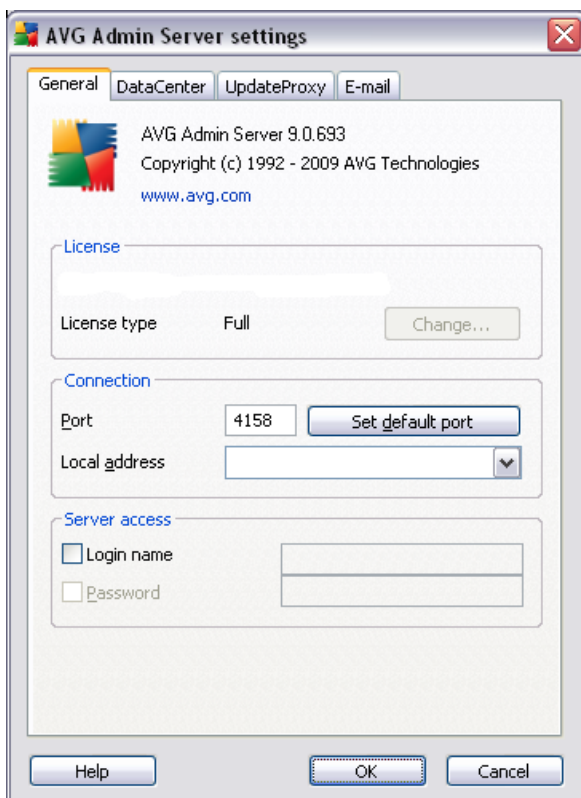 AVG Admin Server settings
General DataCenter UpdateProxy E-mail
AVG Admin Server 9.0.693
Copyright (c) 1992 - 2009 AVG Technologies
www.avg.com
License
License type Full Change...
Connection
Port 4158 Set default port
Local address
Server access
Login name
Password
Help OK Cancel